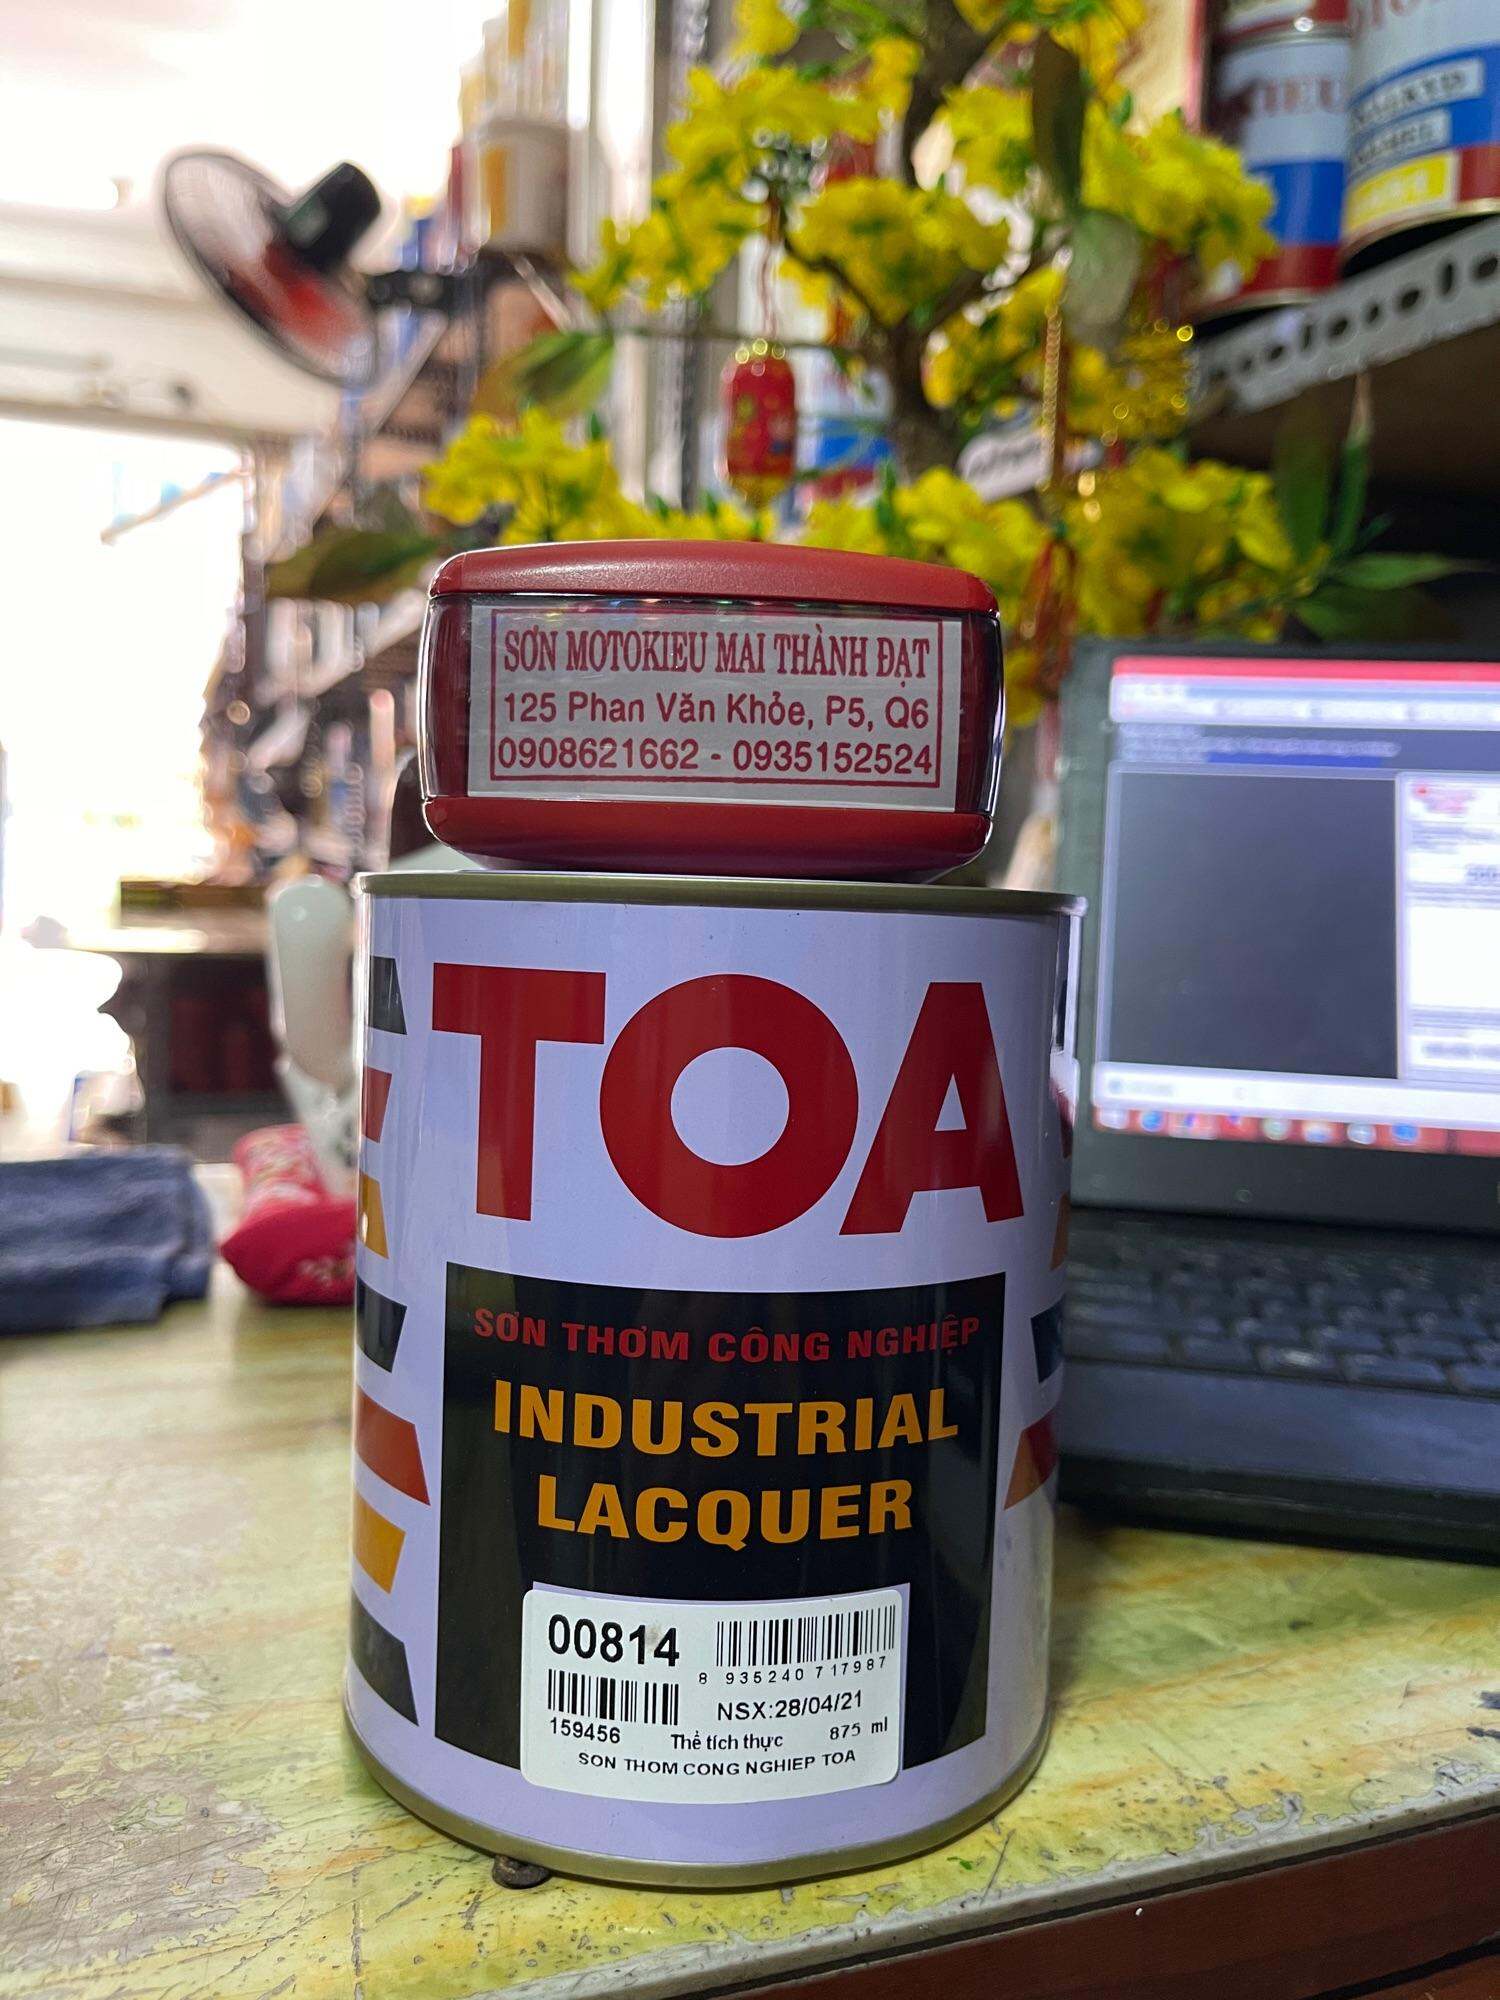 SƠN MOTOKIEU MAI THÀNH ĐẠT
125 Phan Văn Khỏe, P5, Q6
0908621662 - 0935152524
TOA
SƠN THƠM CÔNG NGHIỆP
INDUSTRIAL
LACQUER
00814
8 935240 717987
NSX:28/04/21
159456
Thể tích thực 875 ml
SON THOM CONG NGHIEP TOA